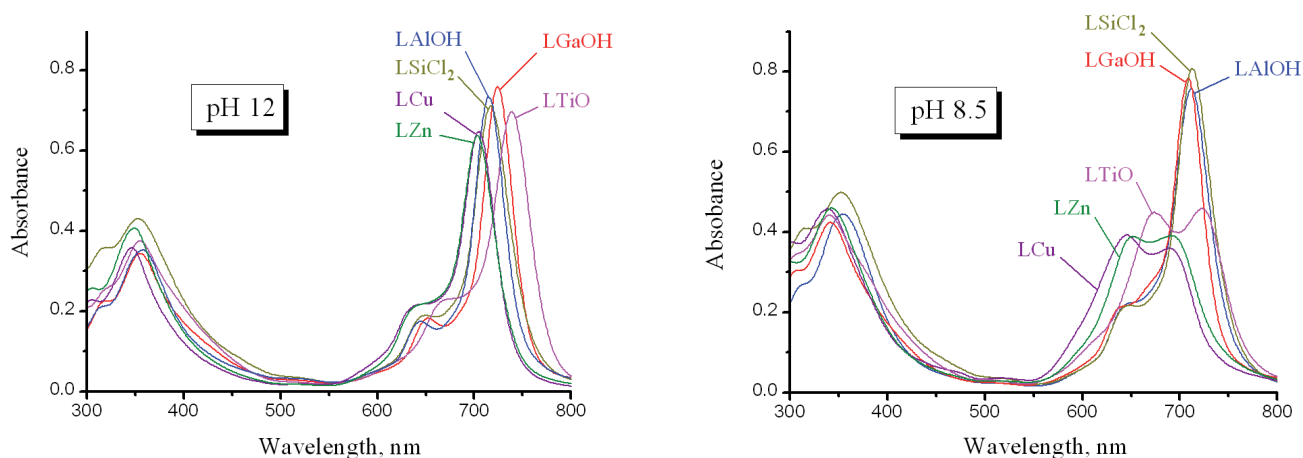 pH 12
LAlOH
LGaOH
LSiCl₂
LCu
LTiO
LZn
Absorbance
0.8
0.6
0.4
0.2
0.0
300 400 500 600 700 800
Wavelength, nm
pH 8.5
LSiCl₂
LGaOH
LAlOH
LTiO
LZn
LCu
Absobance
0.8
0.6
0.4
0.2
0.0
300 400 500 600 700 800
Wavelength, nm